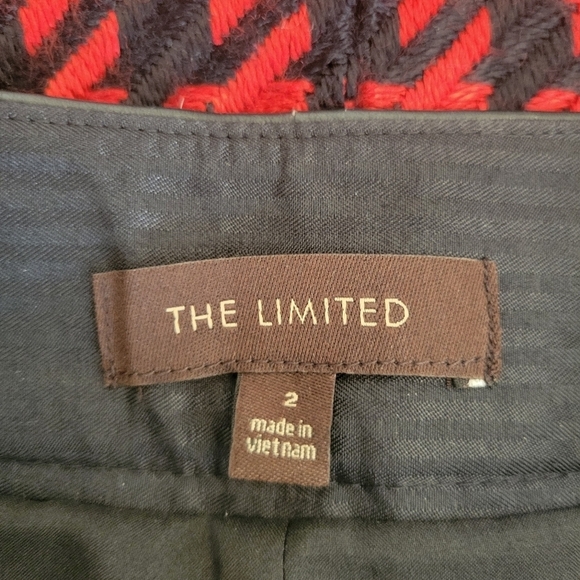 THE LIMITED
2
made in
vietnam